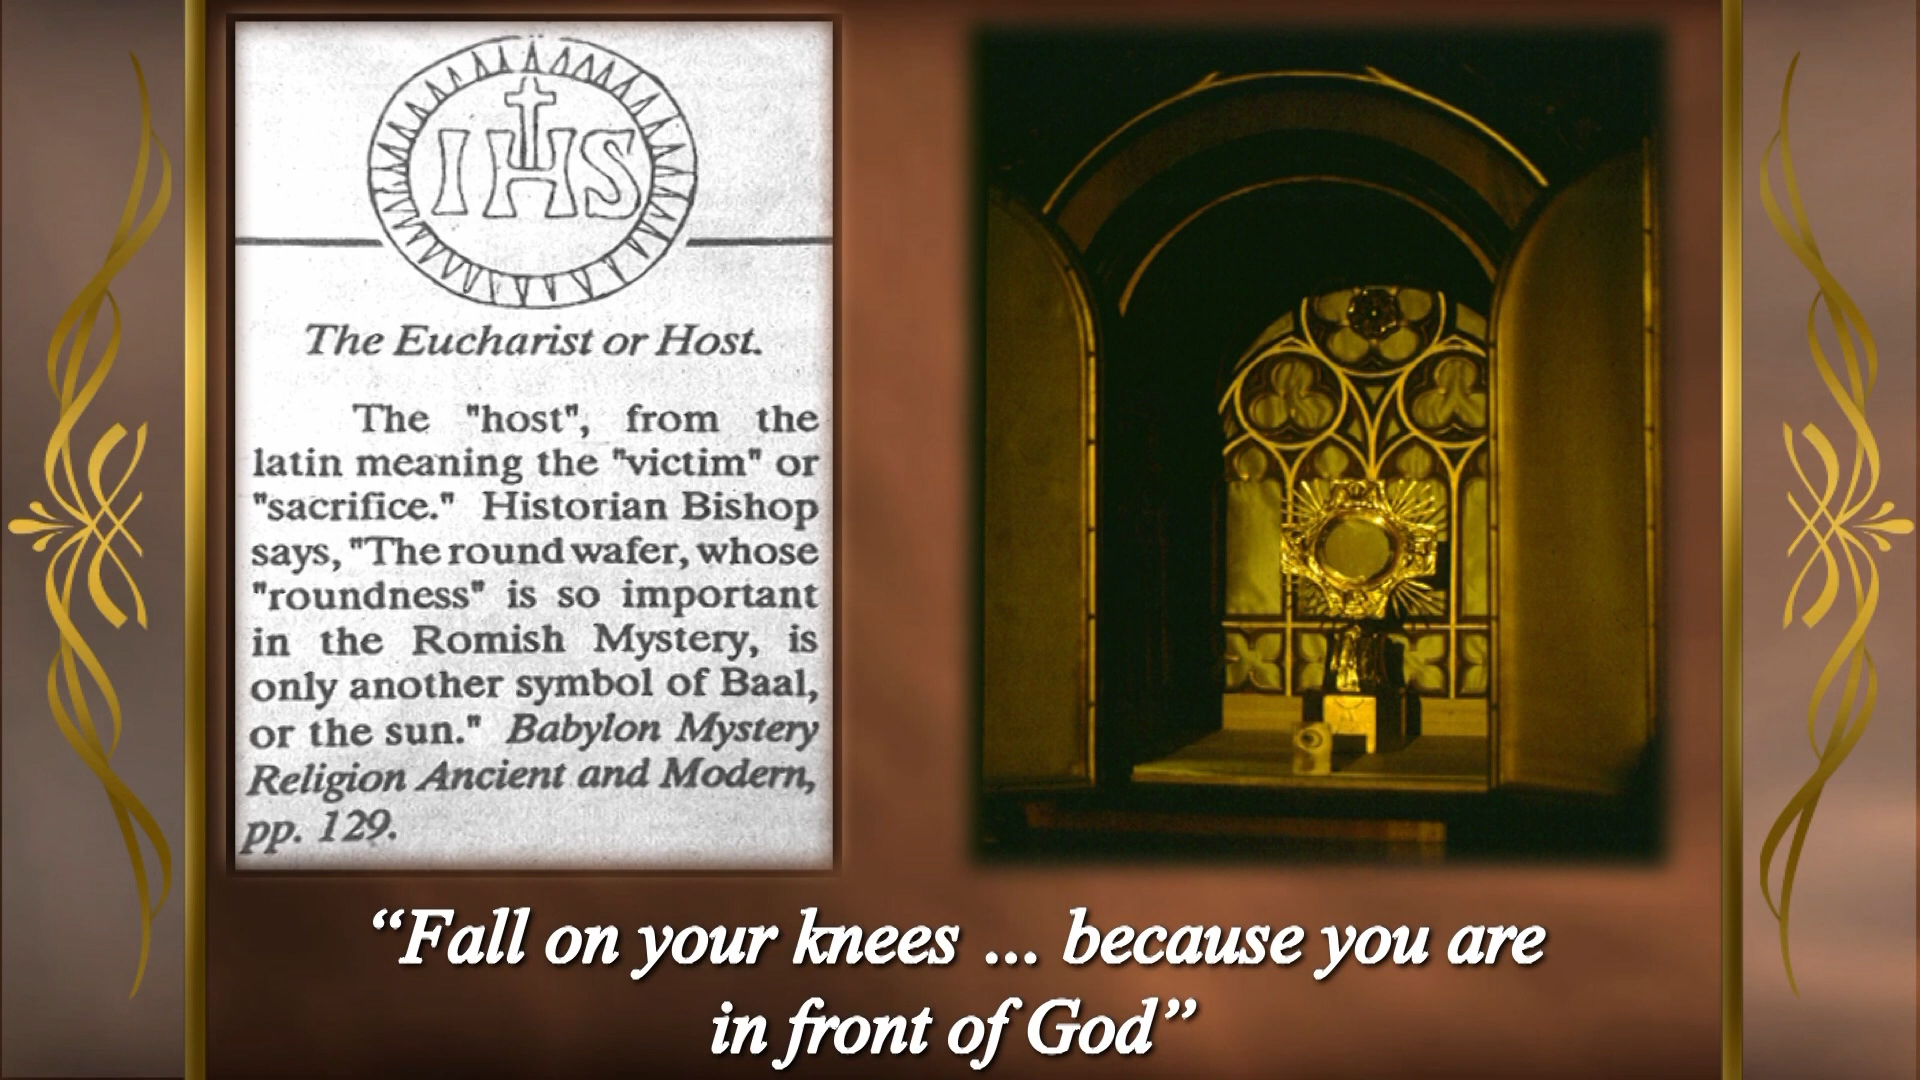 IHS
The Eucharist or Host.
The "host", from the
latin meaning the "victim" or
"sacrifice." Historian Bishop
says, "The round wafer, whose
"roundness" is so important
in the Romish Mystery, is
only another symbol of Baal,
or the sun." Babylon Mystery
Religion Ancient and Modern,
pp. 129.
“Fall on your knees ... because you are
in front of God”